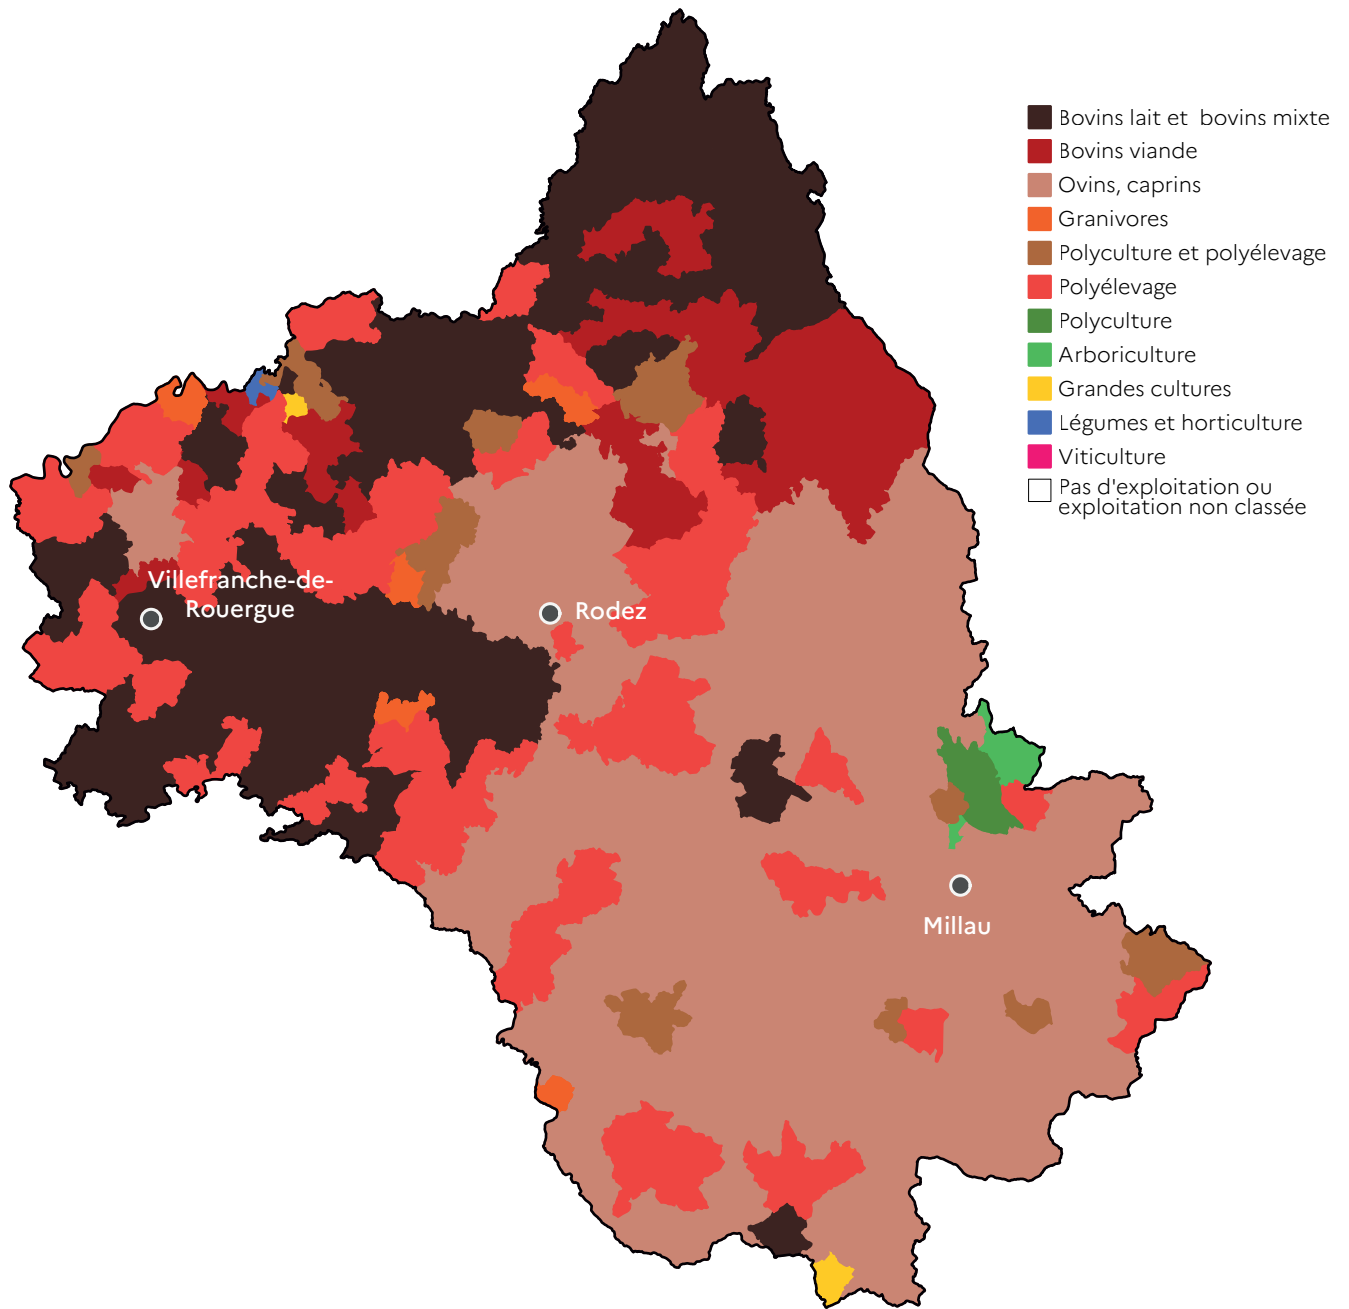 Bovins lait et bovins mixte
Bovins viande
Ovins, caprins
Granivores
Polyculture et polyélevage
Polyélevage
Polyculture
Arboriculture
Grandes cultures
Légumes et horticulture
Viticulture
Pas d'exploitation ou
exploitation non classée
Villefranche-de-
Rouergue
Rodez
Millau